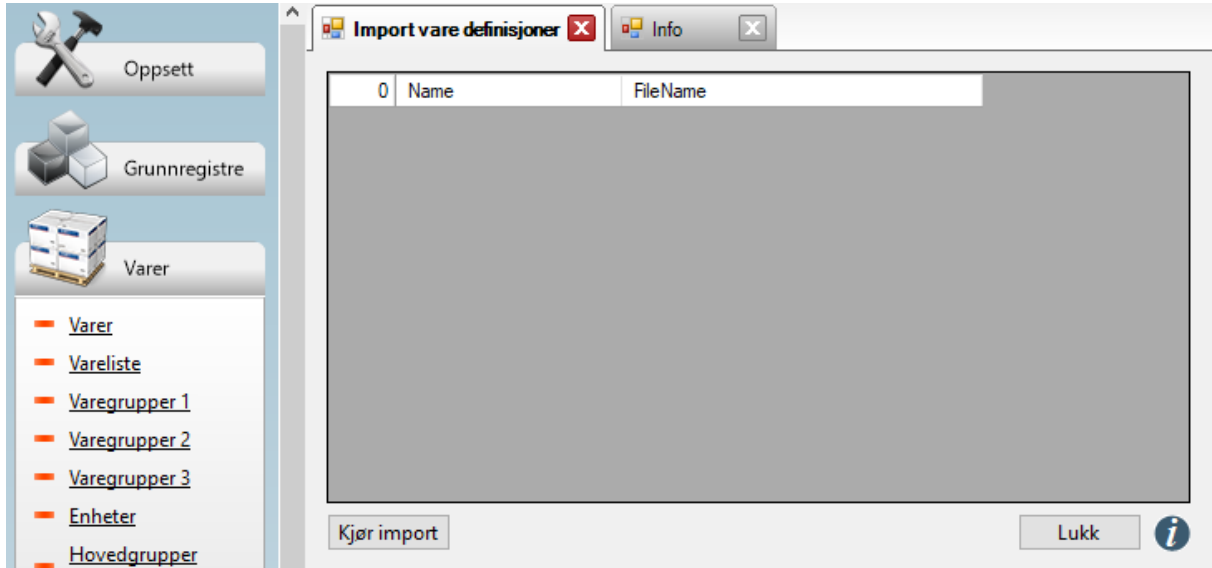 Oppsett
Grunnregistre
Varer
Varer
Vareliste
Varegrupper 1
Varegrupper 2
Varegrupper 3
Enheter
Hovedgrupper
Import vare definisjoner
Info
0 Name FileName
Kjør import
Lukk